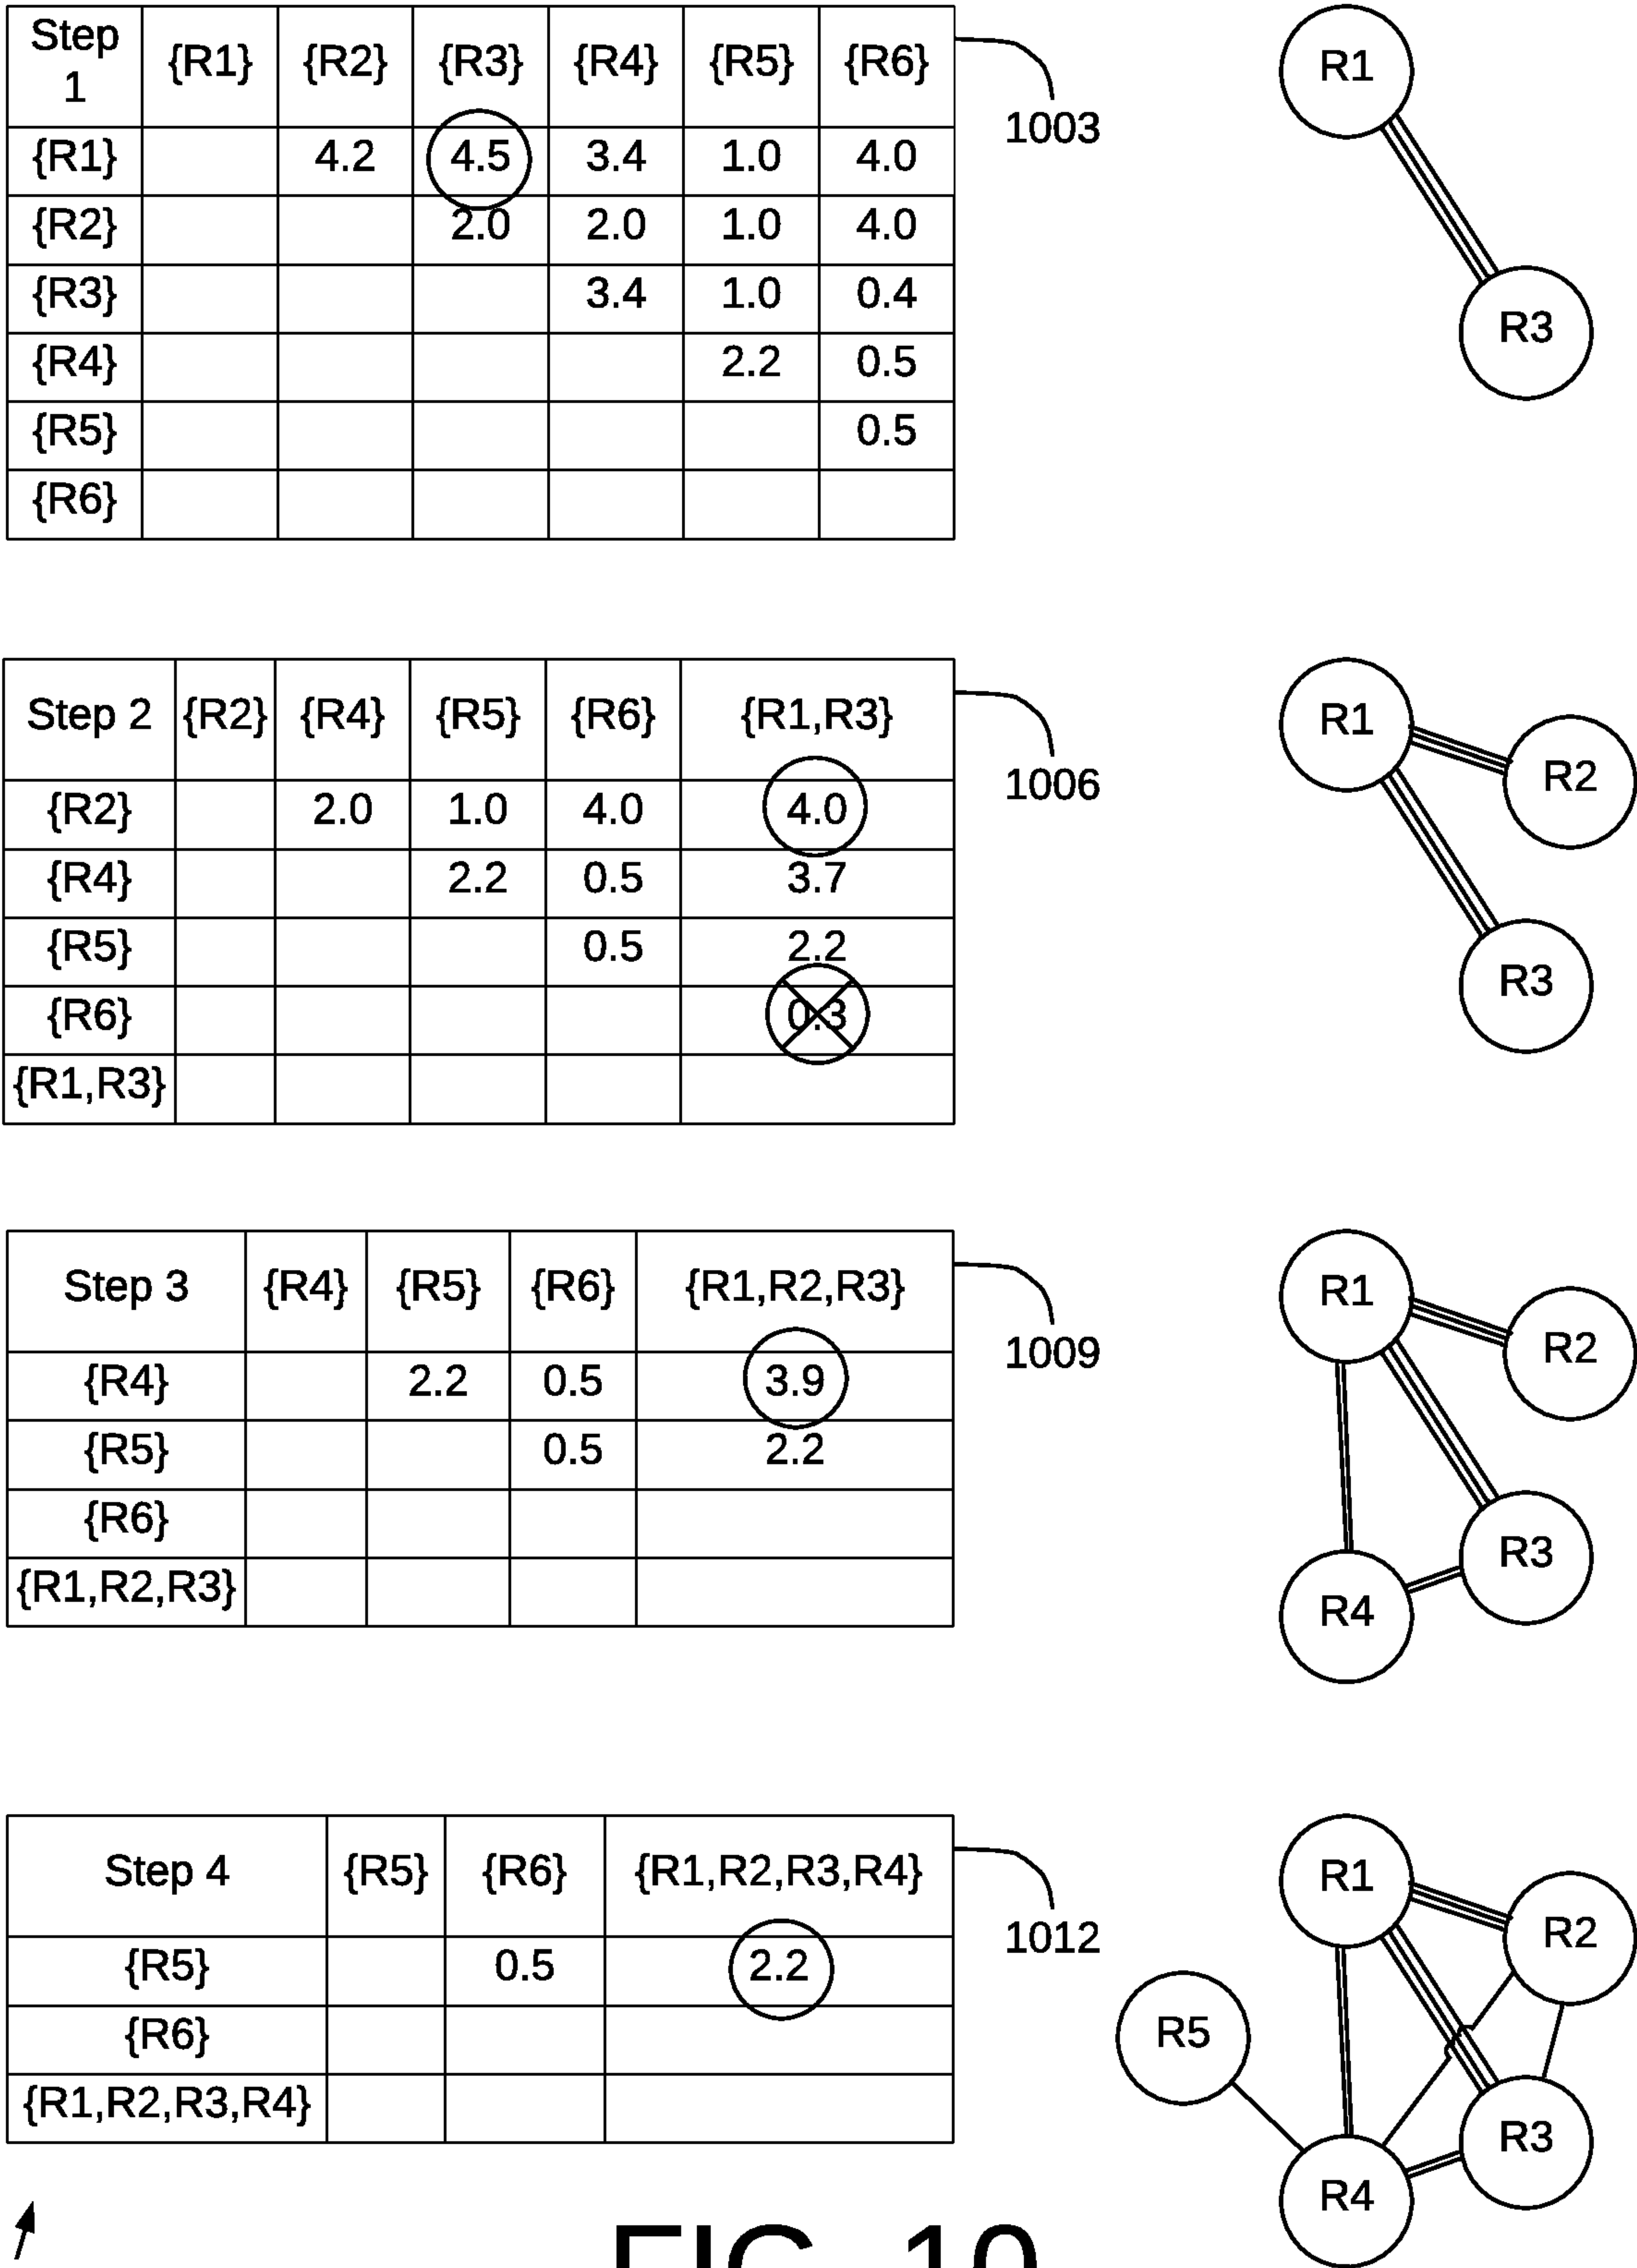 Step 1 {R1} {R2} {R3} {R4} {R5} {R6}
{R1} 4.2 4.5 3.4 1.0 4.0
{R2} 2.0 2.0 1.0 4.0
{R3} 3.4 1.0 0.4
{R4} 2.2 0.5
{R5} 0.5
{R6}
1003
R1
R3
Step 2 {R2} {R4} {R5} {R6} {R1,R3}
{R2} 2.0 1.0 4.0 4.0
{R4} 2.2 0.5 3.7
{R5} 0.5 2.2
{R6} 0.3
{R1,R3}
1006
R1
R2
R3
Step 3 {R4} {R5} {R6} {R1,R2,R3}
{R4} 2.2 0.5 3.9
{R5} 0.5 2.2
{R6}
{R1,R2,R3}
1009
R1
R2
R3
R4
Step 4 {R5} {R6} {R1,R2,R3,R4}
{R5} 0.5 2.2
{R6}
{R1,R2,R3,R4}
1012
R1
R2
R5
R3
R4
FIG. 10